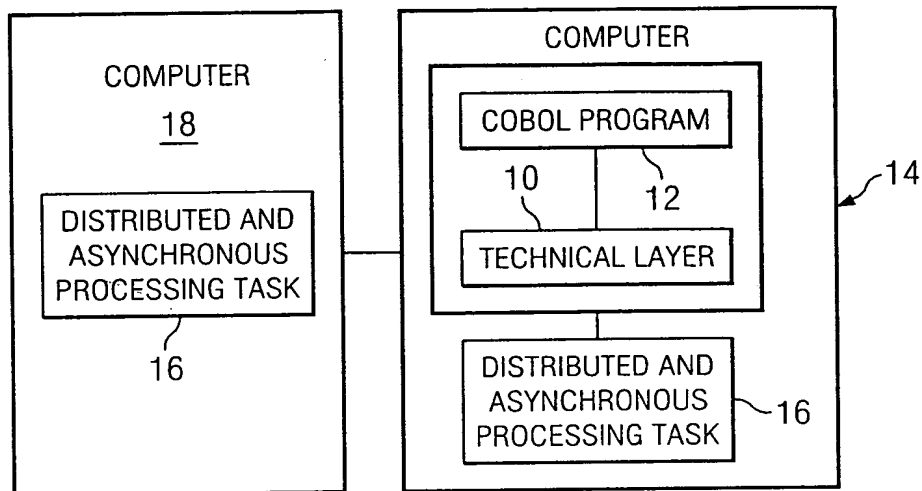 COMPUTER
18
DISTRIBUTED AND
ASYNCHRONOUS
PROCESSING TASK
16
COMPUTER
COBOL PROGRAM
10
12
TECHNICAL LAYER
14
DISTRIBUTED AND
ASYNCHRONOUS
PROCESSING TASK
16